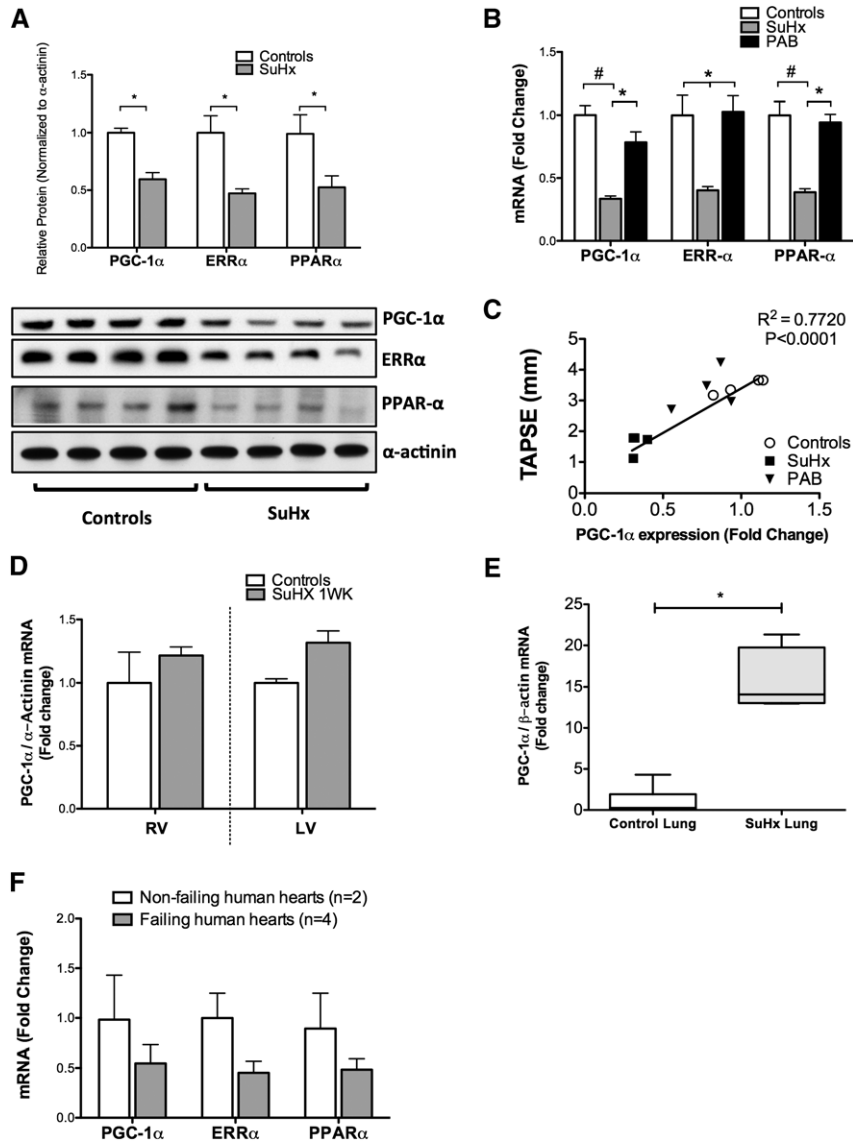 A
Controls
SuHx
Relative Protein (Normalized to α-actinin)
1.5
1.0
0.5
0.0
* * *
PGC-1α ERRα PPARα
PGC-1α
ERRα
PPAR-α
α-actinin
Controls SuHx
B
Controls
SuHx
PAB
mRNA (Fold Change)
1.5
1.0
0.5
0.0
# * * # *
PGC-1α ERR-α PPAR-α
C
R² = 0.7720
P<0.0001
TAPSE (mm)
5
4
3
2
1
0
Controls
SuHx
PAB
0.0 0.5 1.0 1.5
PGC-1α expression (Fold Change)
D
Controls
SuHX 1WK
PGC-1α / α-Actinin mRNA
(Fold change)
1.5
1.0
0.5
0.0
RV LV
E
PGC-1α / β-actin mRNA
(Fold change)
25
20
15
10
5
0
*
Control Lung SuHx Lung
F
Non-failing human hearts (n=2)
Failing human hearts (n=4)
mRNA (Fold Change)
2.0
1.5
1.0
0.5
0.0
PGC-1α ERRα PPARα